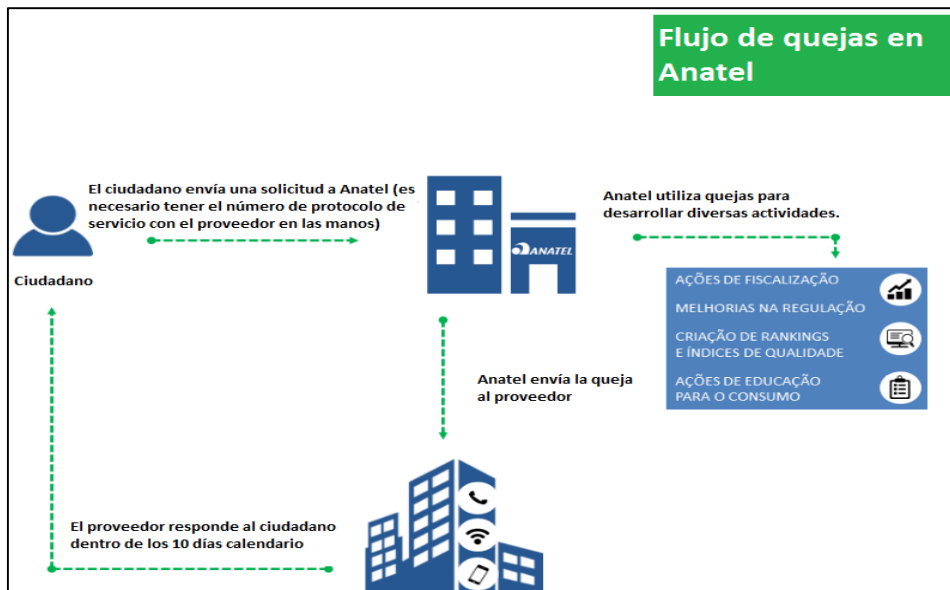 Flujo de quejas en
Anatel
El ciudadano envía una solicitud a Anatel (es
necesario tener el número de protocolo de
servicio con el proveedor en las manos)
Ciudadano
ANATEL
Anatel utiliza quejas para
desarrollar diversas actividades.
AÇÕES DE FISCALIZAÇÃO
MELHORIAS NA REGULAÇÃO
CRIAÇÃO DE RANKINGS
E ÍNDICES DE QUALIDADE
AÇÕES DE EDUCAÇÃO
PARA O CONSUMO
Anatel envía la queja
al proveedor
El proveedor responde al ciudadano
dentro de los 10 días calendario